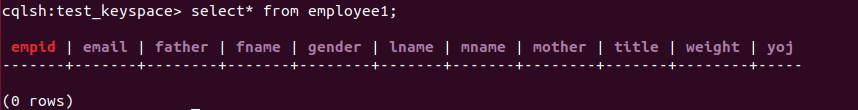 cqlsh:test_keyspace> select* from employee1;
empid | email | father | fname | gender | lname | mname | mother | title | weight | yoj
-------+-------+--------+-------+--------+-------+-------+--------+-------+--------+-----
(0 rows)